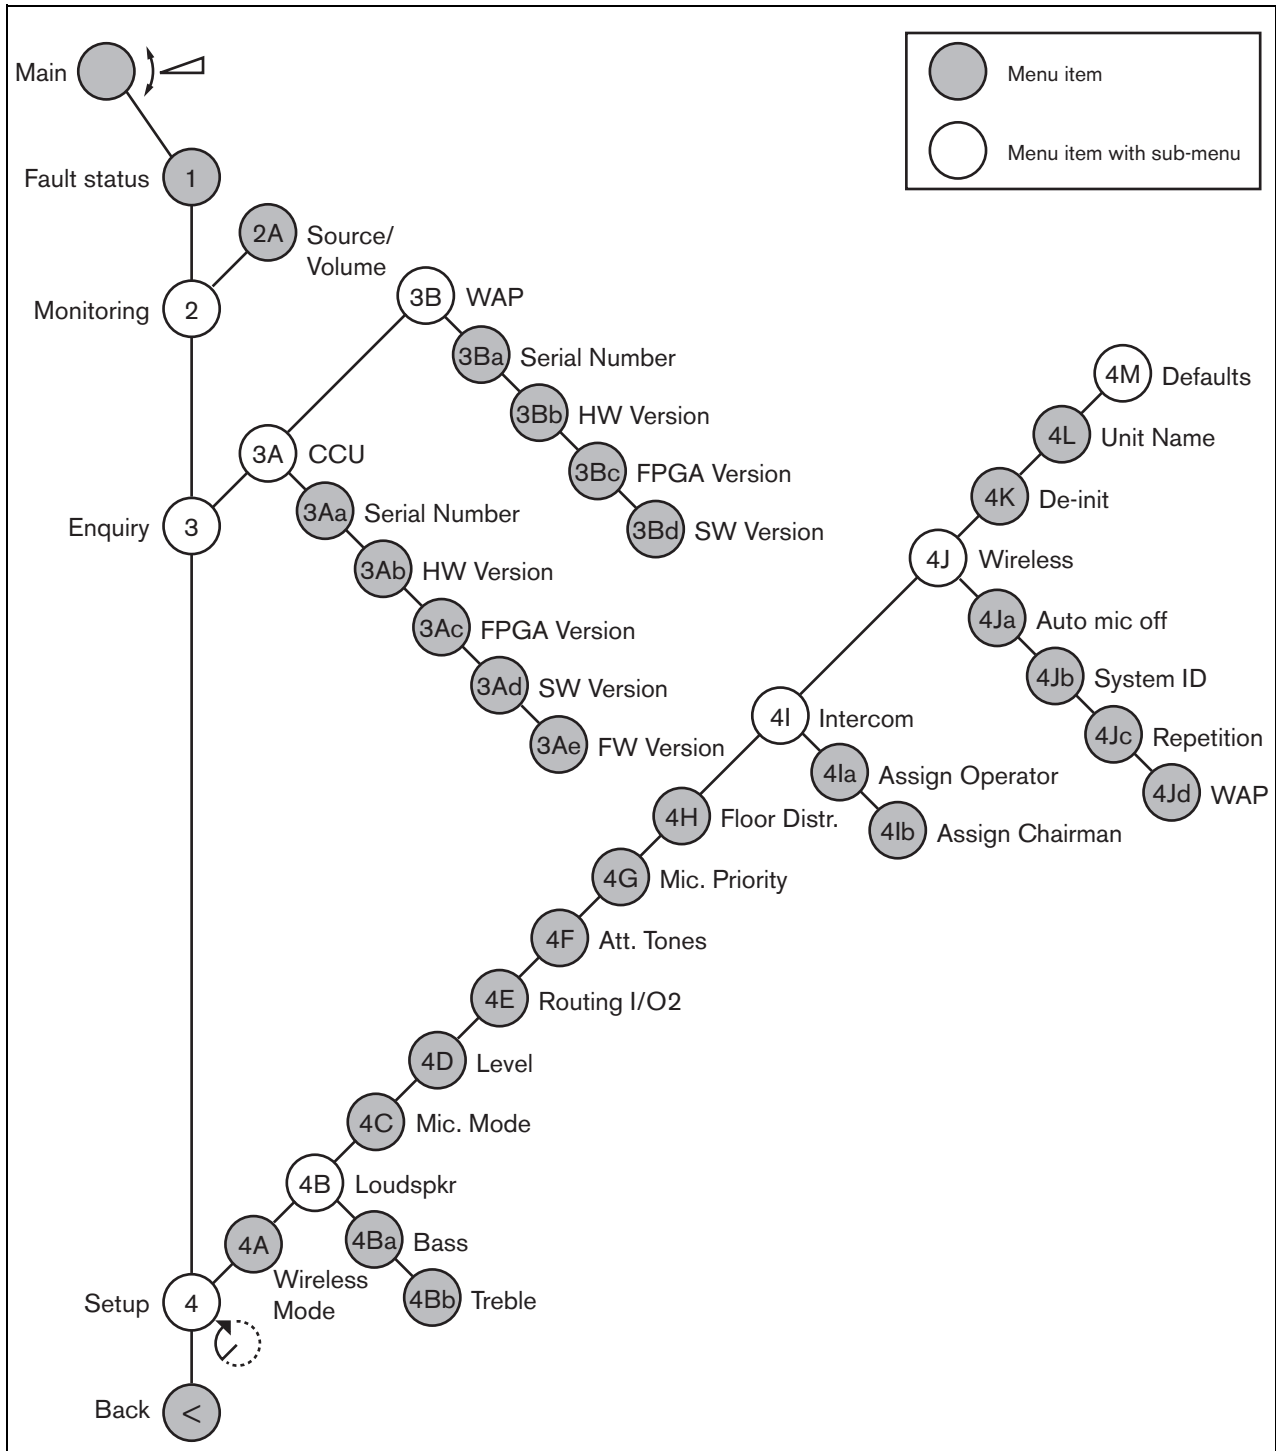 Main
Menu item
Menu item with sub-menu
Fault status
1
2A
Source/
Volume
Monitoring
2
3B
WAP
3Ba
Serial Number
3Bb
HW Version
3Bc
FPGA Version
3Bd
SW Version
Enquiry
3
3A
CCU
3Aa
Serial Number
3Ab
HW Version
3Ac
FPGA Version
3Ad
SW Version
3Ae
FW Version
4M
Defaults
4L
Unit Name
4K
De-init
4J
Wireless
4Ja
Auto mic off
4Jb
System ID
4Jc
Repetition
4Jd
WAP
4I
Intercom
4Ia
Assign Operator
4Ib
Assign Chairman
4H
Floor Distr.
4G
Mic. Priority
4F
Att. Tones
4E
Routing I/O2
4D
Level
4C
Mic. Mode
4B
Loudspkr
4Ba
Bass
4Bb
Treble
4A
Wireless
Mode
Setup
4
Back
<